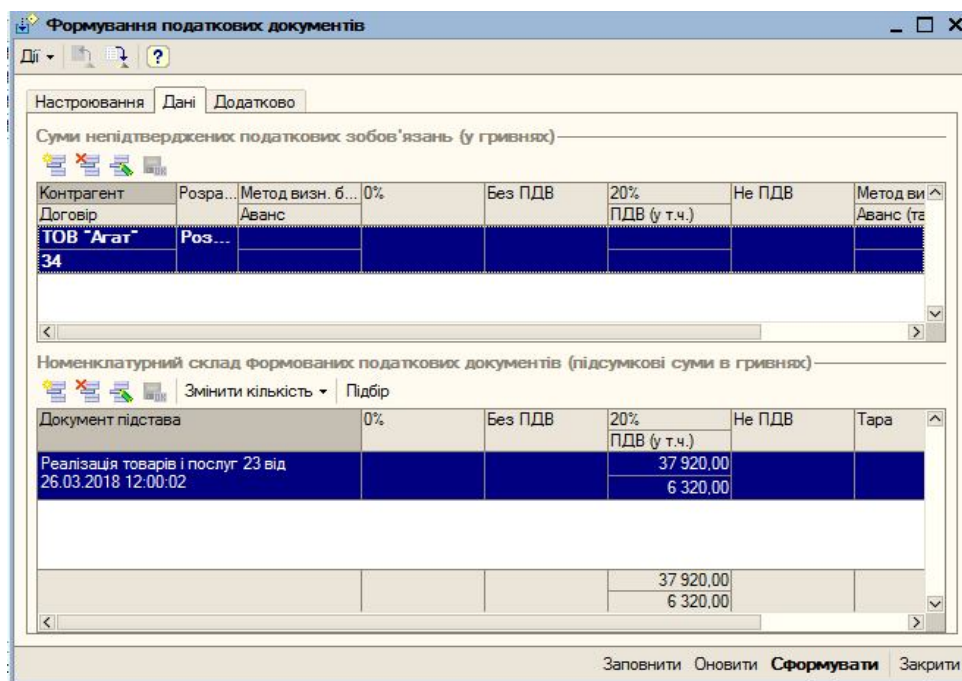 Формування податкових документів
Дії
Настроювання Дані Додатково
Суми непідтверджених податкових зобов'язань (у гривнях)
Контрагент Розра... Метод визн. б... 0% Без ПДВ 20% Не ПДВ Метод ви
Договір Аванс ПДВ (у т.ч.) Аванс (та
ТОВ "Агат" Роз...
34
Номенклатурний склад формованих податкових документів (підсумкові суми в гривнях)
Змінити кількість Підбір
Документ підстава 0% Без ПДВ 20% Не ПДВ Тара
ПДВ (у т.ч.)
Реалізація товарів і послуг 23 від 37 920,00
26.03.2018 12:00:02 6 320,00
37 920,00
6 320,00
Заповнити Оновити Сформувати Закрити